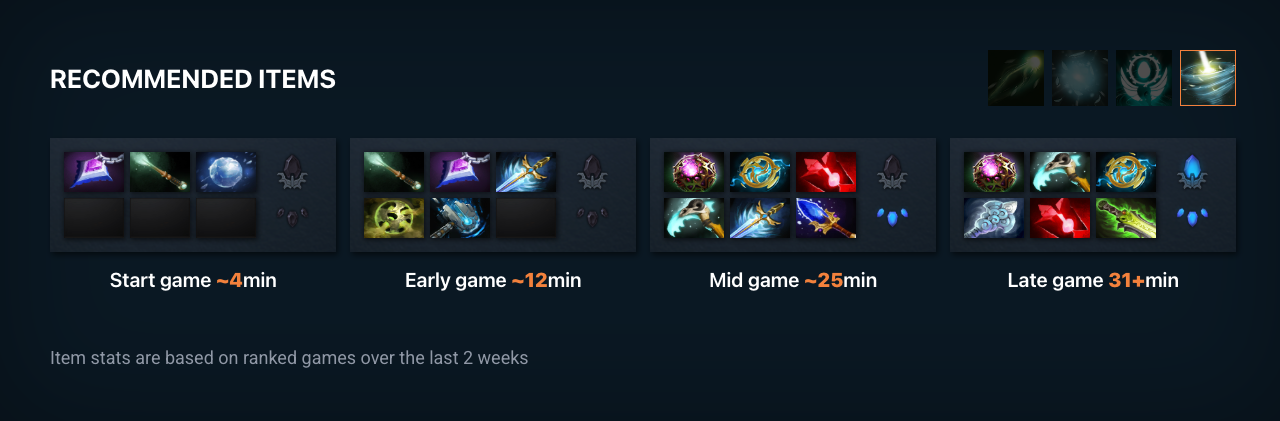 RECOMMENDED ITEMS
Start game ~4min
Early game ~12min
Mid game ~25min
Late game 31+min
Item stats are based on ranked games over the last 2 weeks